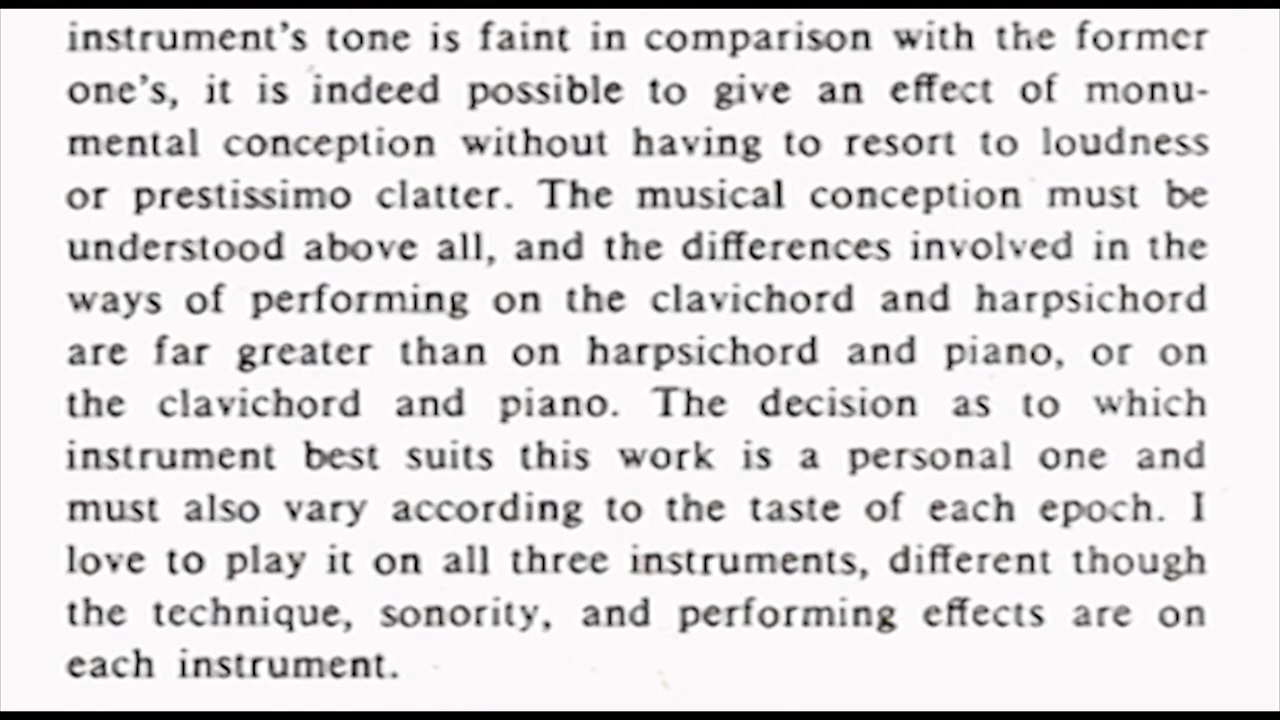 instrument's tone is faint in comparison with the former
one's, it is indeed possible to give an effect of monu-
mental conception without having to resort to loudness
or prestissimo clatter. The musical conception must be
understood above all, and the differences involved in the
ways of performing on the clavichord and harpsichord
are far greater than on harpsichord and piano, or on
the clavichord and piano. The decision as to which
instrument best suits this work is a personal one and
must also vary according to the taste of each epoch. I
love to play it on all three instruments, different though
the technique, sonority, and performing effects are on
each instrument.